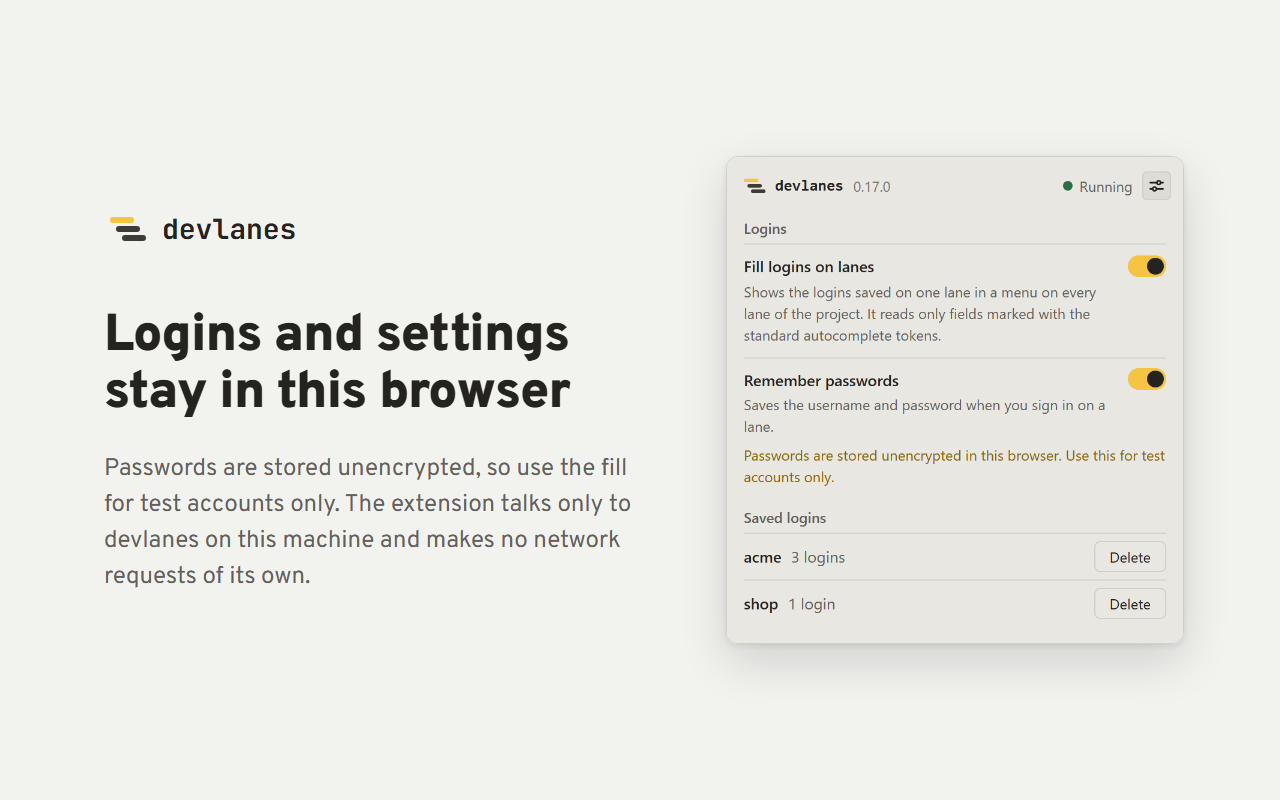 devlanes
Logins and settings
stay in this browser
Passwords are stored unencrypted, so use the fill
for test accounts only. The extension talks only to
devlanes on this machine and makes no network
requests of its own.
devlanes 0.17.0 Running
Logins
Fill logins on lanes
Shows the logins saved on one lane in a menu on every
lane of the project. It reads only fields marked with the
standard autocomplete tokens.
Remember passwords
Saves the username and password when you sign in on a
lane.
Passwords are stored unencrypted in this browser. Use this for test
accounts only.
Saved logins
acme 3 logins Delete
shop 1 login Delete